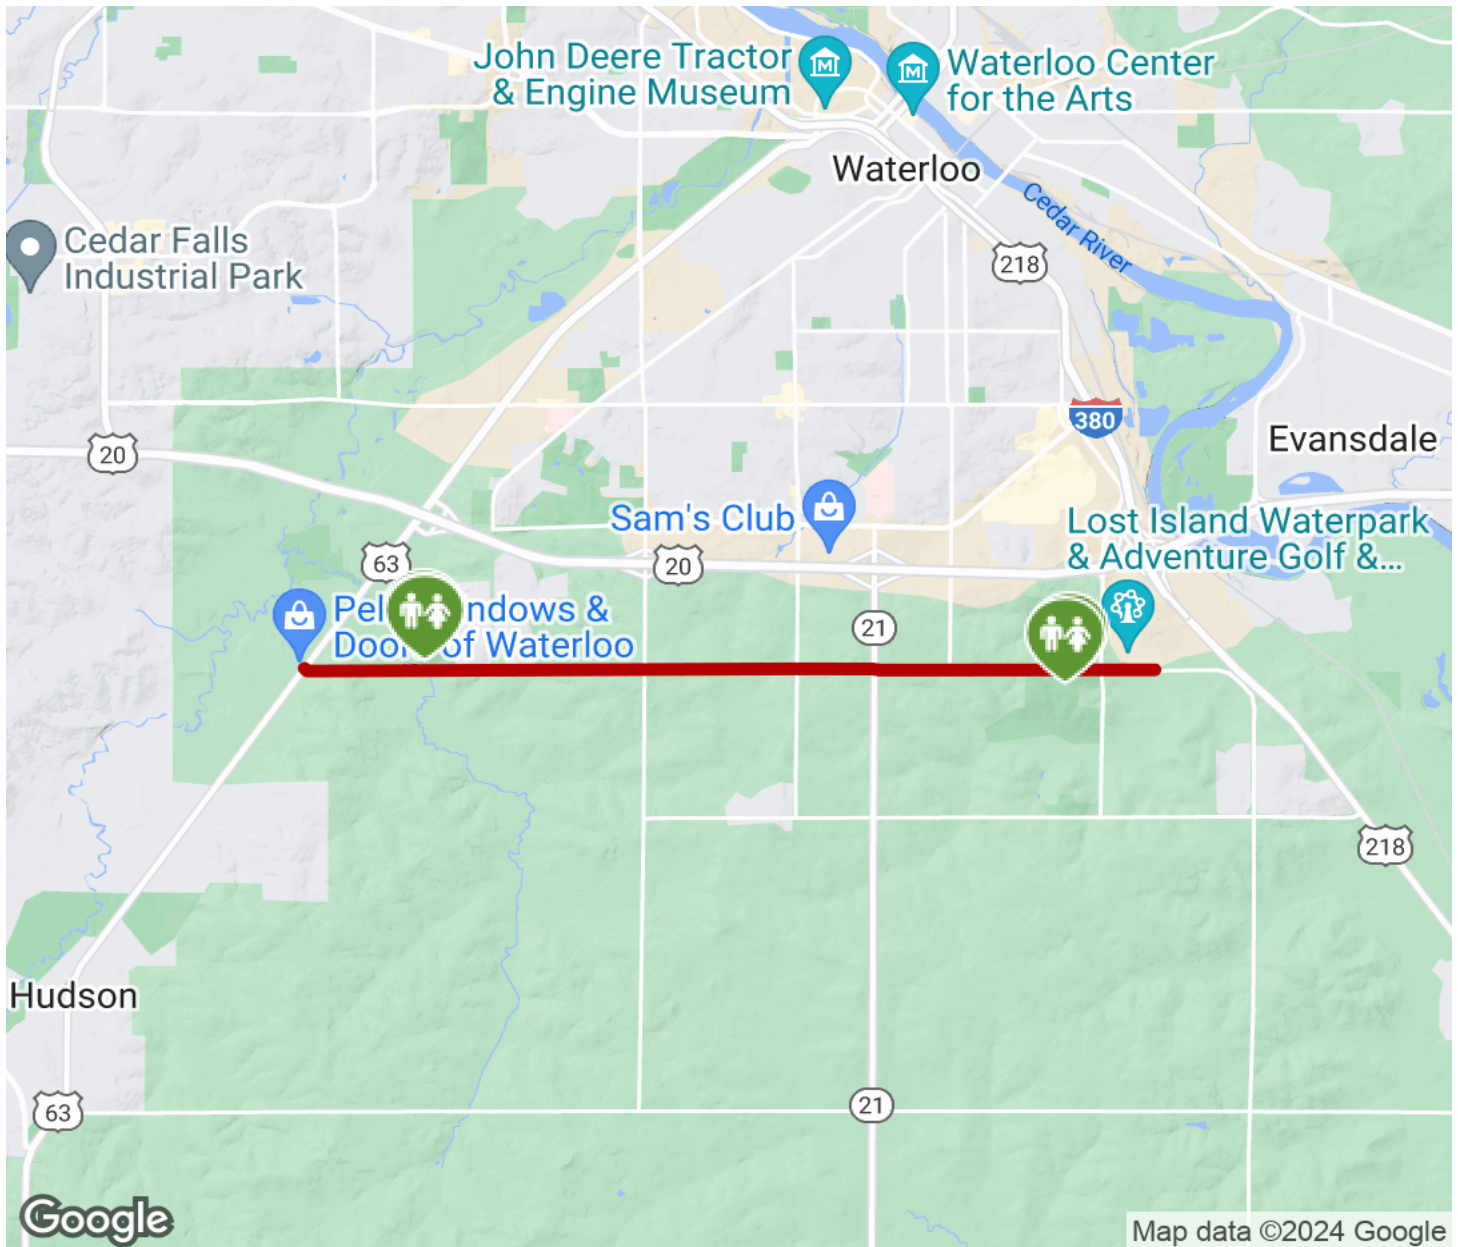 John Deere Tractor
& Engine Museum
Waterloo Center
for the Arts
Waterloo
Cedar River
Cedar Falls
Industrial Park
218
380
Evansdale
20
Sam's Club
Lost Island Waterpark
& Adventure Golf &...
63
20
Pel ndows &
Doo of Waterloo
21
218
Hudson
63
21
Google
Map data ©2024 Google